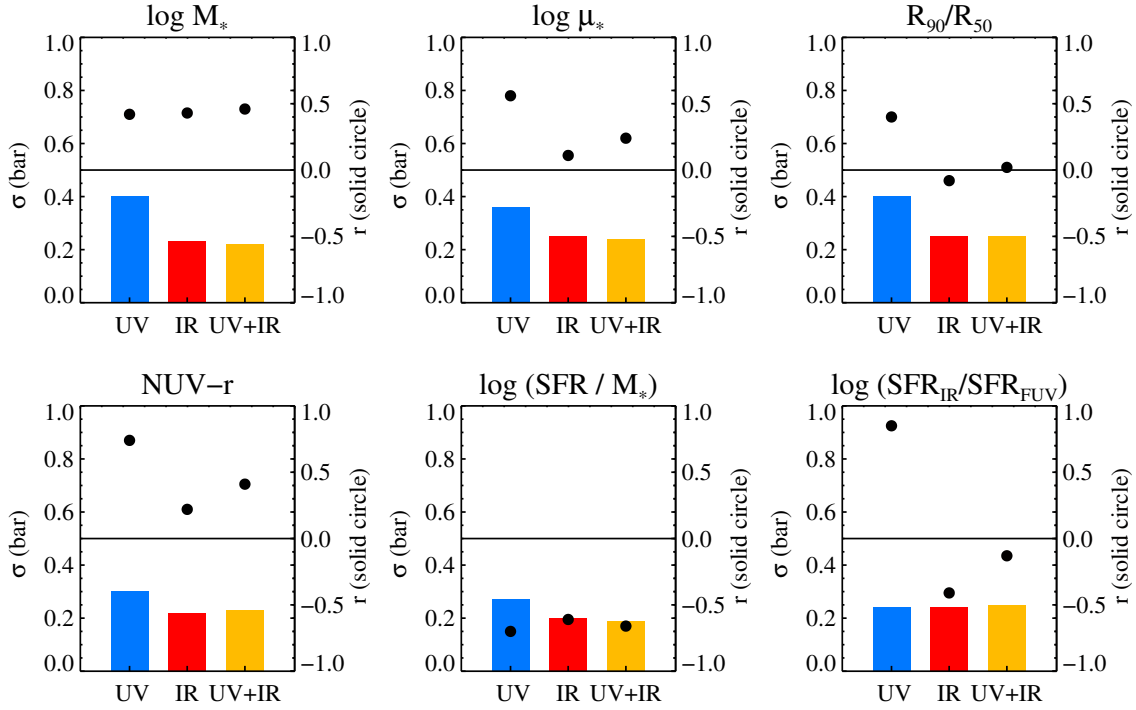 log M*
1.0
0.8
0.6
0.4
0.2
0.0
σ (bar)
1.0
0.5
0.0
−0.5
−1.0
r (solid circle)
UV IR UV+IR
log μ*
1.0
0.8
0.6
0.4
0.2
0.0
σ (bar)
1.0
0.5
0.0
−0.5
−1.0
r (solid circle)
UV IR UV+IR
R90/R50
1.0
0.8
0.6
0.4
0.2
0.0
σ (bar)
1.0
0.5
0.0
−0.5
−1.0
r (solid circle)
UV IR UV+IR
NUV−r
1.0
0.8
0.6
0.4
0.2
0.0
σ (bar)
1.0
0.5
0.0
−0.5
−1.0
r (solid circle)
UV IR UV+IR
log (SFR / M*)
1.0
0.8
0.6
0.4
0.2
0.0
σ (bar)
1.0
0.5
0.0
−0.5
−1.0
r (solid circle)
UV IR UV+IR
log (SFRIR/SFRFUV)
1.0
0.8
0.6
0.4
0.2
0.0
σ (bar)
1.0
0.5
0.0
−0.5
−1.0
r (solid circle)
UV IR UV+IR